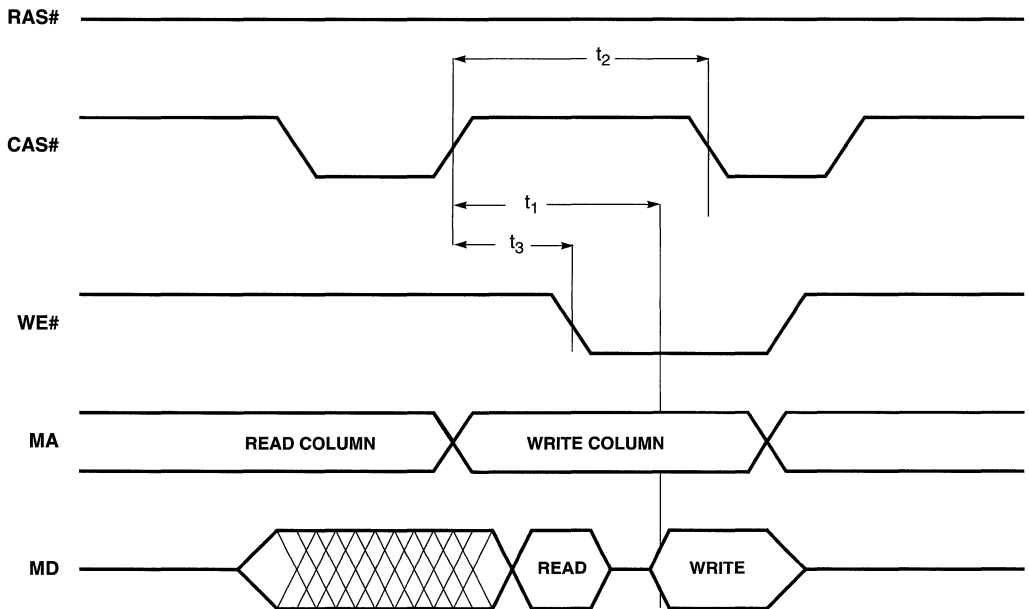 RAS#
t2
CAS#
t1
t3
WE#
MA READ COLUMN WRITE COLUMN
MD READ WRITE